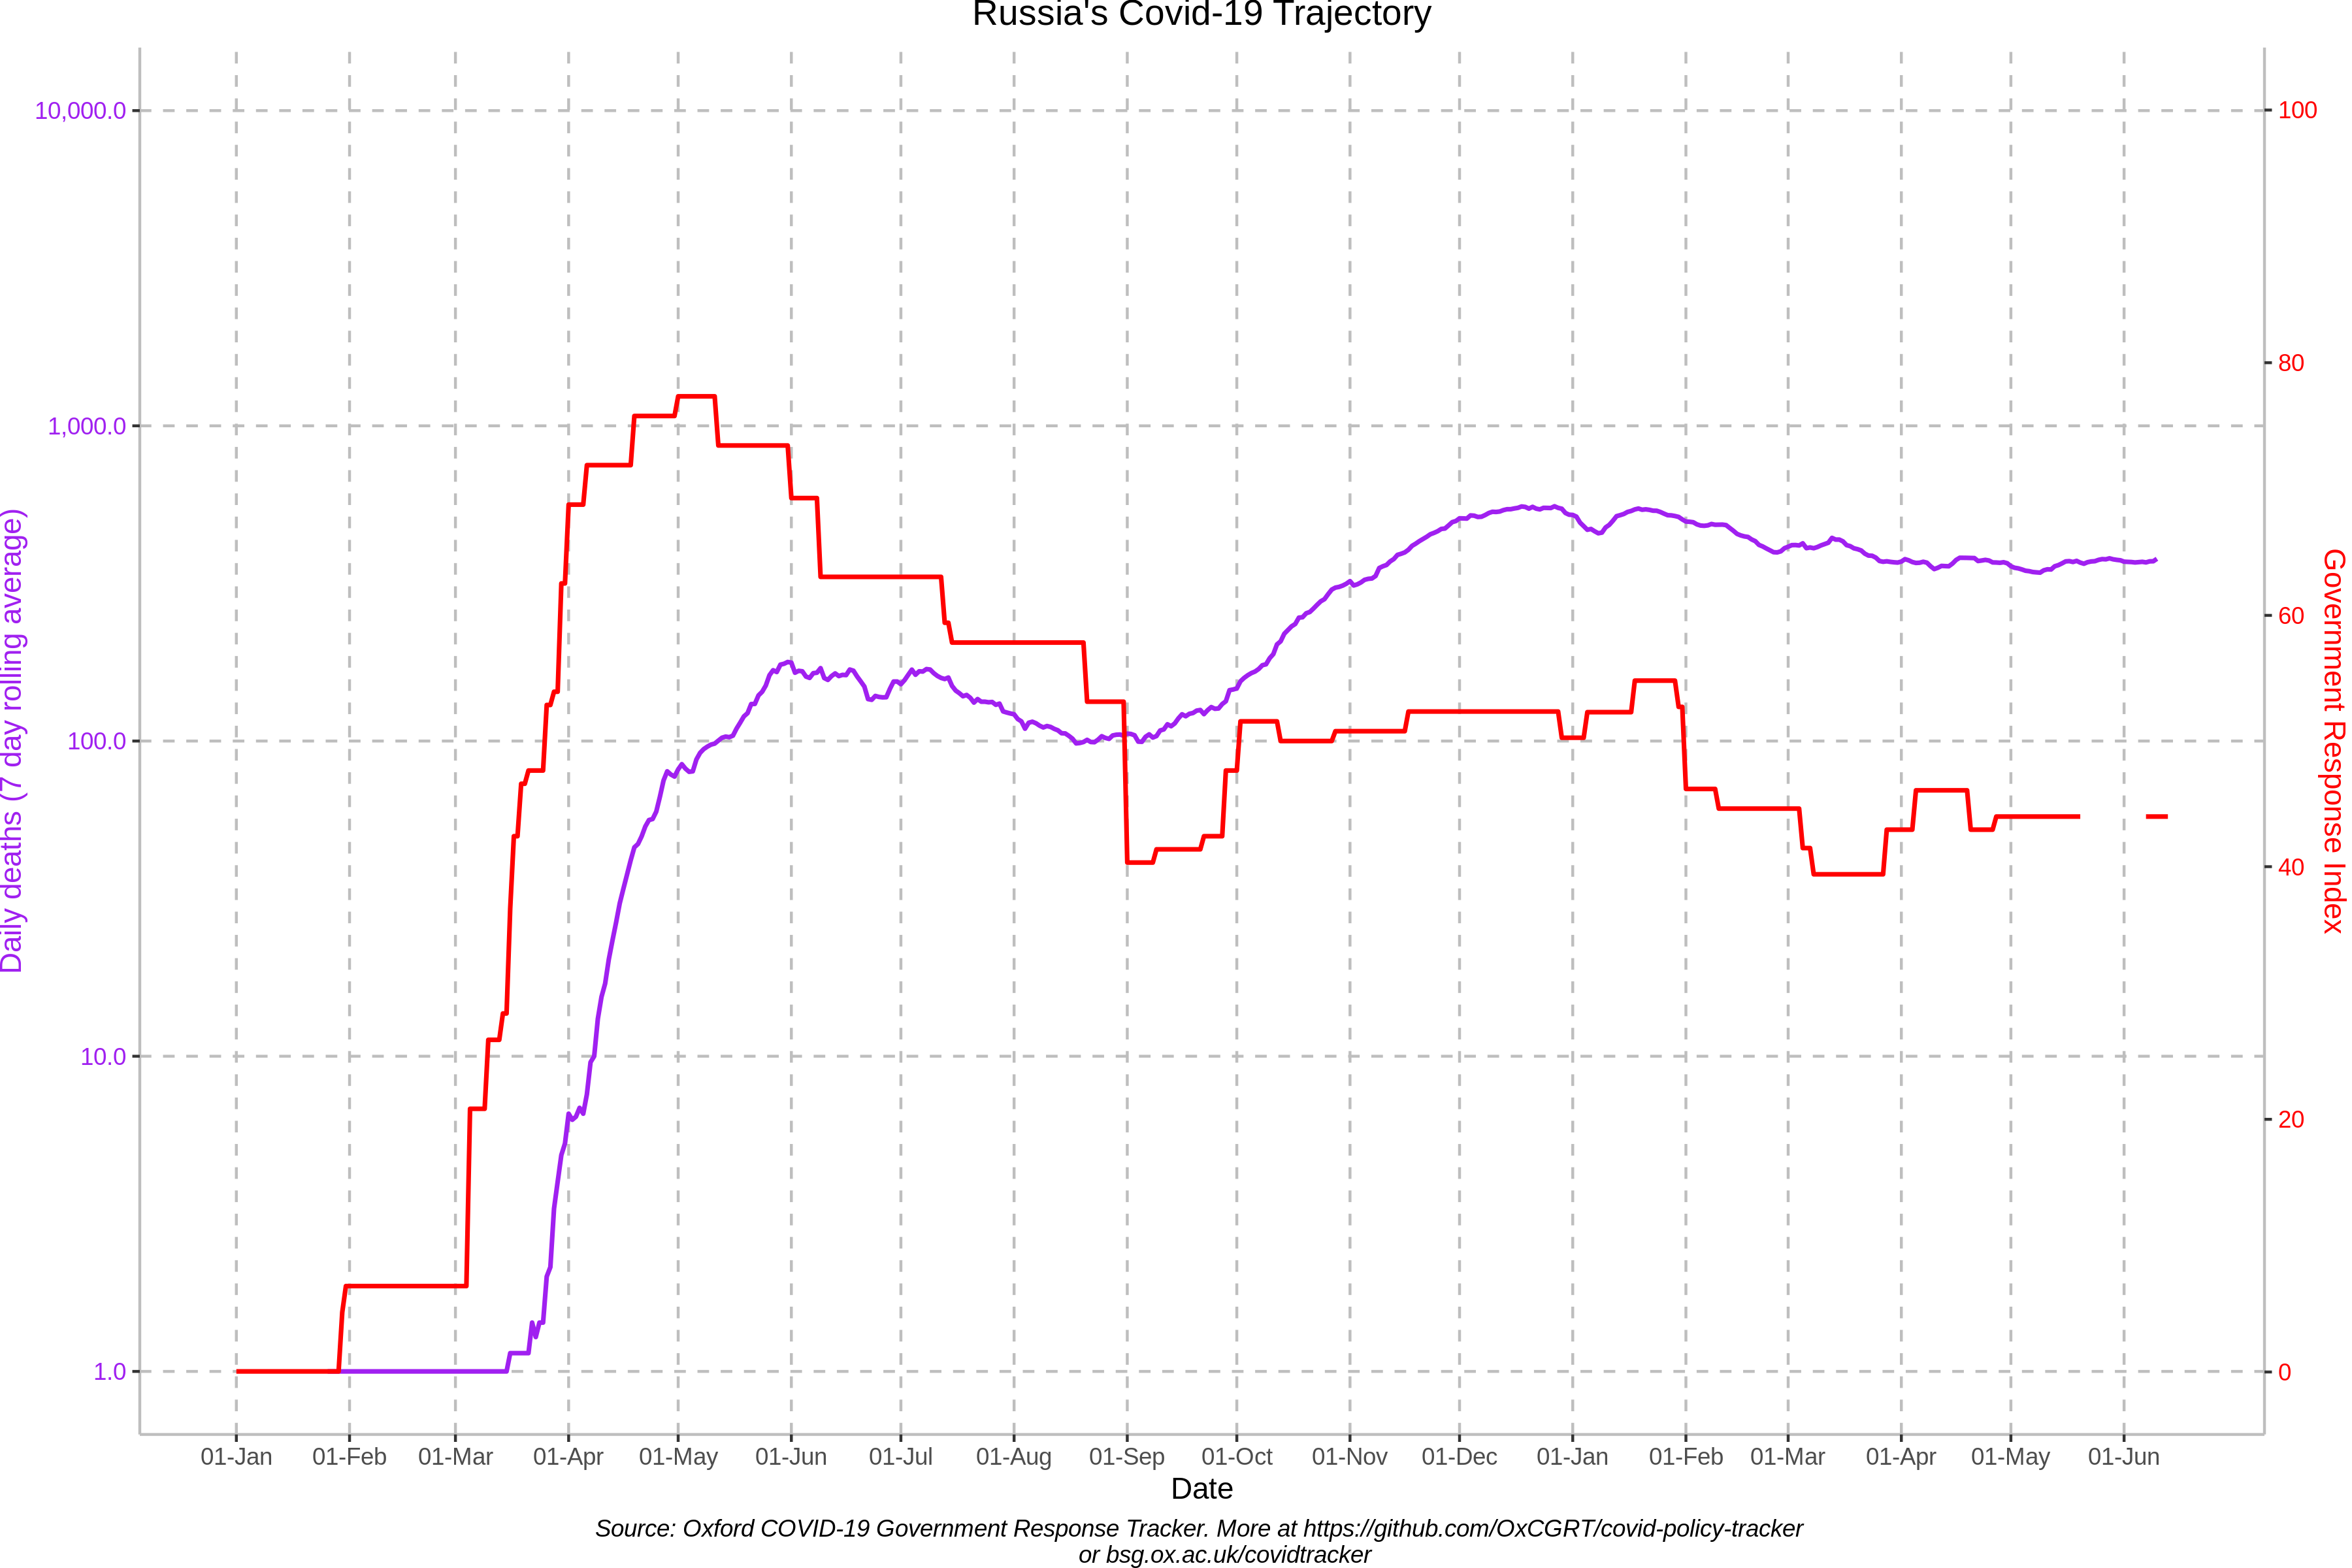 Russia's Covid-19 Trajectory
10,000.0
1,000.0
100.0
10.0
1.0
Daily deaths (7 day rolling average)
100
80
60
40
20
0
Government Response Index
01-Jan 01-Feb 01-Mar 01-Apr 01-May 01-Jun 01-Jul 01-Aug 01-Sep 01-Oct 01-Nov 01-Dec 01-Jan 01-Feb 01-Mar 01-Apr 01-May 01-Jun
Date
Source: Oxford COVID-19 Government Response Tracker. More at https://github.com/OxCGRT/covid-policy-tracker
or bsg.ox.ac.uk/covidtracker